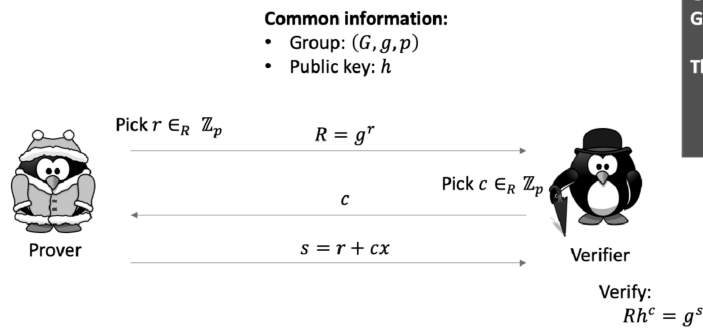 Common information:
• Group: (G, g, p)
• Public key: h
G
Pick r ∈_R ℤ_p
R = g^r
Pick c ∈_R ℤ_p
c
Prover
s = r + cx
Verifier
Verify:
Rh^c = g^s